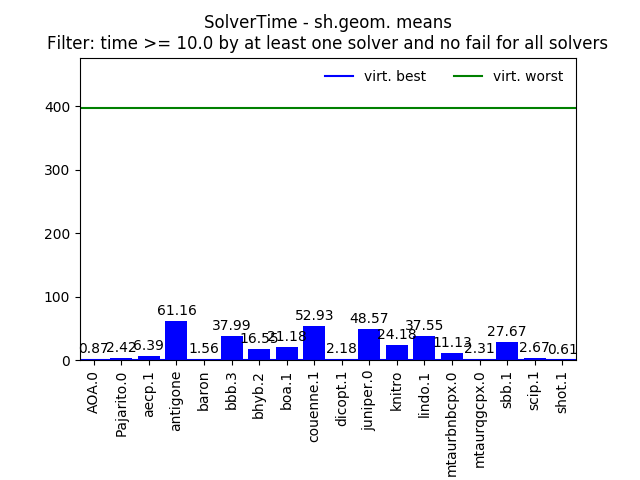 SolverTime - sh.geom. means
Filter: time >= 10.0 by at least one solver and no fail for all solvers
virt. best
virt. worst
400
300
200
100
0
0.87
2.42
6.39
61.16
1.56
37.99
16.55
21.18
52.93
2.18
48.57
24.18
37.55
11.13
2.31
27.67
2.67
0.61
AOA.0
Pajarito.0
aecp.1
antigone
baron
bbb.3
bhyb.2
boa.1
couenne.1
dicopt.1
juniper.0
knitro
lindo.1
mtaurbnbcpx.0
mtaurqgcpx.0
sbb.1
scip.1
shot.1